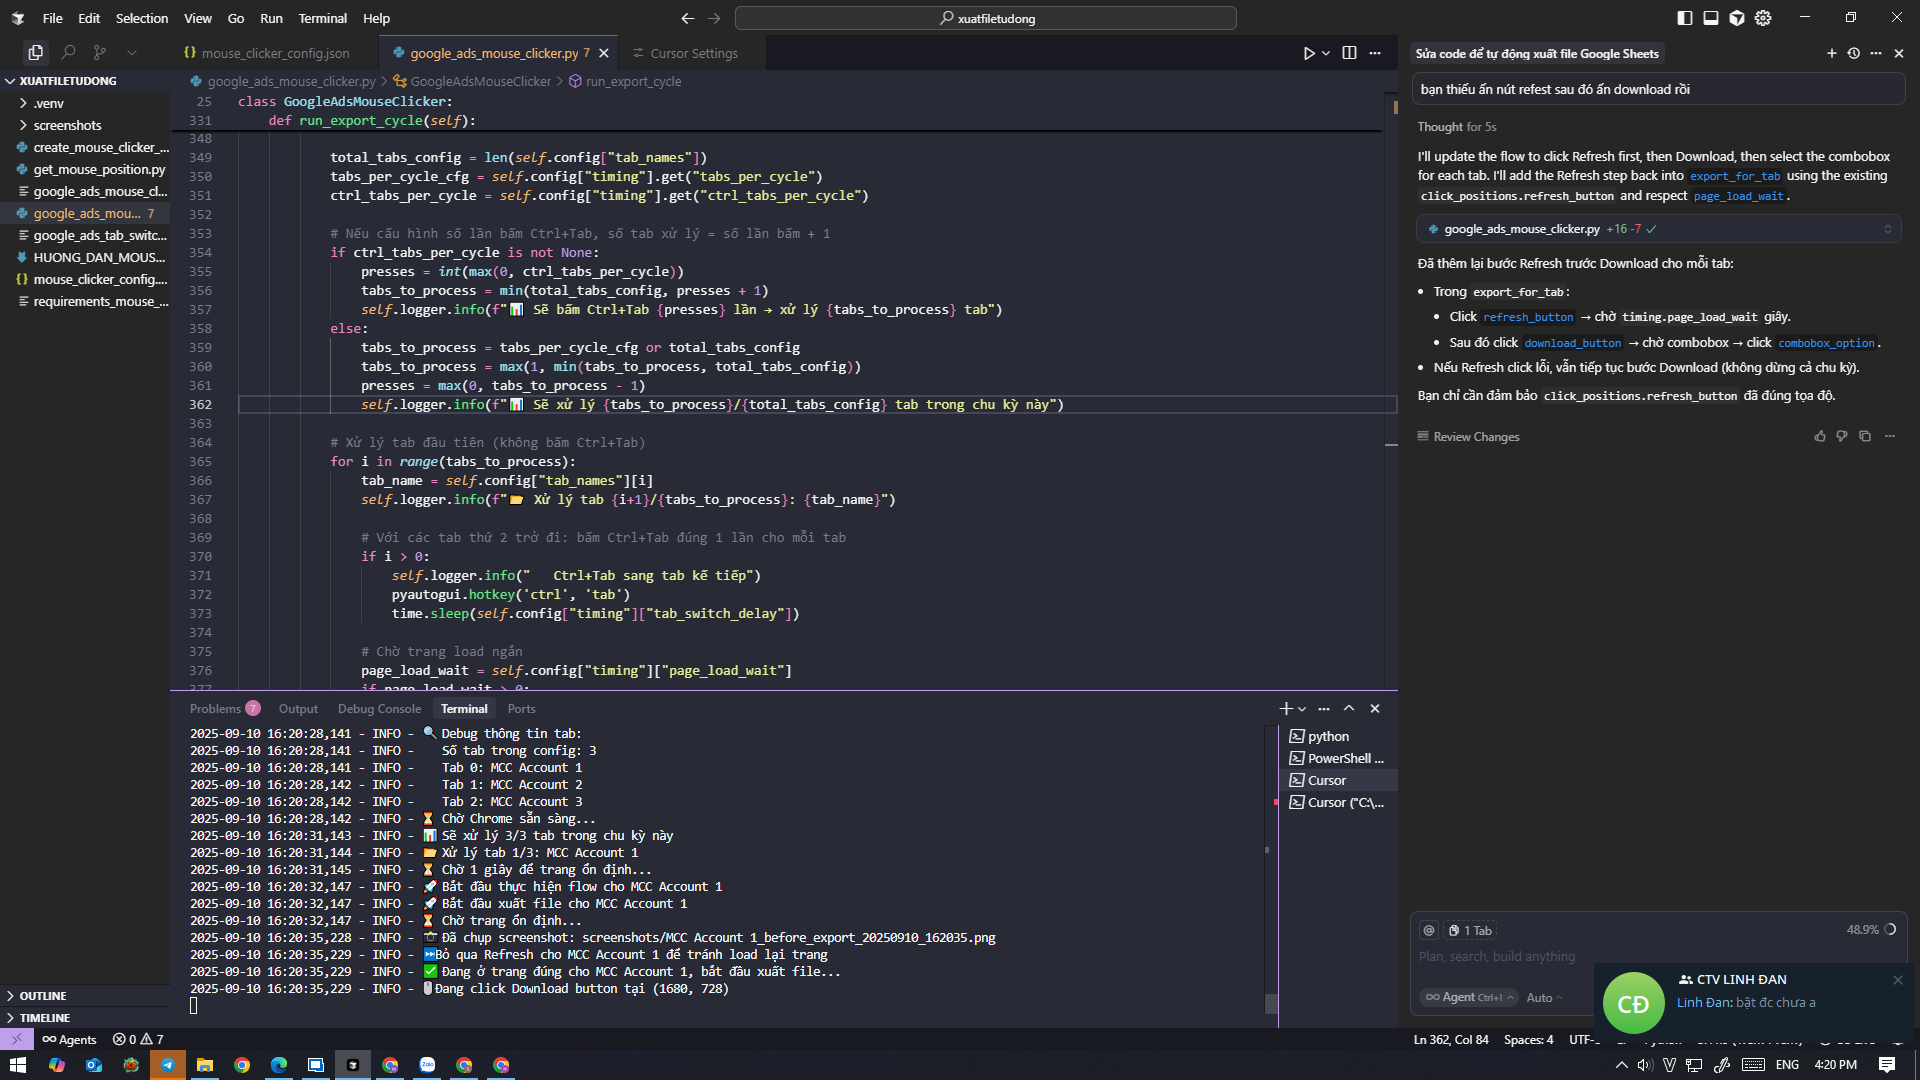 File Edit Selection View Go Run Terminal Help
xuatfiletudong
mouse_clicker_config.json
google_ads_mouse_clicker.py 7
Cursor Settings
XUATFILETUDONG
.venv
screenshots
create_mouse_clicker_...
get_mouse_position.py
google_ads_mouse_cl...
google_ads_mou... 7
google_ads_tab_switc...
HUONG_DAN_MOUS...
mouse_clicker_config....
requirements_mouse_...
OUTLINE
TIMELINE
google_ads_mouse_clicker.py > GoogleAdsMouseClicker > run_export_cycle
25 class GoogleAdsMouseClicker:
331 def run_export_cycle(self):
348
349 total_tabs_config = len(self.config["tab_names"])
350 tabs_per_cycle_cfg = self.config["timing"].get("tabs_per_cycle")
351 ctrl_tabs_per_cycle = self.config["timing"].get("ctrl_tabs_per_cycle")
352
353 # Nếu cấu hình số lần bấm Ctrl+Tab, số tab xử lý = số lần bấm + 1
354 if ctrl_tabs_per_cycle is not None:
355 presses = int(max(0, ctrl_tabs_per_cycle))
356 tabs_to_process = min(total_tabs_config, presses + 1)
357 self.logger.info(f"📊 Sẽ bấm Ctrl+Tab {presses} lần → xử lý {tabs_to_process} tab")
358 else:
359 tabs_to_process = tabs_per_cycle_cfg or total_tabs_config
360 tabs_to_process = max(1, min(tabs_to_process, total_tabs_config))
361 presses = max(0, tabs_to_process - 1)
362 self.logger.info(f"📊 Sẽ xử lý {tabs_to_process}/{total_tabs_config} tab trong chu kỳ này")
363
364 # Xử lý tab đầu tiên (không bấm Ctrl+Tab)
365 for i in range(tabs_to_process):
366 tab_name = self.config["tab_names"][i]
367 self.logger.info(f"📂 Xử lý tab {i+1}/{tabs_to_process}: {tab_name}")
368
369 # Với các tab thứ 2 trở đi: bấm Ctrl+Tab đúng 1 lần cho mỗi tab
370 if i > 0:
371 self.logger.info("   Ctrl+Tab sang tab kế tiếp")
372 pyautogui.hotkey('ctrl', 'tab')
373 time.sleep(self.config["timing"]["tab_switch_delay"])
374
375 # Chờ trang load ngắn
376 page_load_wait = self.config["timing"]["page_load_wait"]
377 if page_load_wait > 0:
Problems 7 Output Debug Console Terminal Ports
2025-09-10 16:20:28,141 - INFO - 🔍 Debug thông tin tab:
2025-09-10 16:20:28,141 - INFO -    Số tab trong config: 3
2025-09-10 16:20:28,141 - INFO -    Tab 0: MCC Account 1
2025-09-10 16:20:28,142 - INFO -    Tab 1: MCC Account 2
2025-09-10 16:20:28,142 - INFO -    Tab 2: MCC Account 3
2025-09-10 16:20:28,142 - INFO - ⏳ Chờ Chrome sẵn sàng...
2025-09-10 16:20:31,143 - INFO - 📊 Sẽ xử lý 3/3 tab trong chu kỳ này
2025-09-10 16:20:31,144 - INFO - 📂 Xử lý tab 1/3: MCC Account 1
2025-09-10 16:20:31,145 - INFO - ⏳ Chờ 1 giây để trang ổn định...
2025-09-10 16:20:32,147 - INFO - 🚀 Bắt đầu thực hiện flow cho MCC Account 1
2025-09-10 16:20:32,147 - INFO - 🚀 Bắt đầu xuất file cho MCC Account 1
2025-09-10 16:20:32,147 - INFO - ⏳ Chờ trang ổn định...
2025-09-10 16:20:35,228 - INFO - 📸 Đã chụp screenshot: screenshots/MCC Account 1_before_export_20250910_162035.png
2025-09-10 16:20:35,229 - INFO - ⏭️Bỏ qua Refresh cho MCC Account 1 để tránh load lại trang
2025-09-10 16:20:35,229 - INFO - ✅ Đang ở trang đúng cho MCC Account 1, bắt đầu xuất file...
2025-09-10 16:20:35,229 - INFO - 🖱️Đang click Download button tại (1680, 728)
python
PowerShell ...
Cursor
Cursor ("C:\...
Sửa code để tự động xuất file Google Sheets
bạn thiếu ấn nút refest sau đó ấn download rồi
Thought for 5s
I'll update the flow to click Refresh first, then Download, then select the combobox
for each tab. I'll add the Refresh step back into export_for_tab using the existing
click_positions.refresh_button and respect page_load_wait.
google_ads_mouse_clicker.py +16 -7 ✓
Đã thêm lại bước Refresh trước Download cho mỗi tab:
• Trong export_for_tab:
• Click refresh_button → chờ timing.page_load_wait giây.
• Sau đó click download_button → chờ combobox → click combobox_option.
• Nếu Refresh click lỗi, vẫn tiếp tục bước Download (không dừng cả chu kỳ).
Bạn chỉ cần đảm bảo click_positions.refresh_button đã đúng tọa độ.
Review Changes
@ 1 Tab 48.9%
Plan, search, build anything
Agent Ctrl+I Auto
CĐ
CTV LINH ĐAN
Linh Đan: bật đc chưa a
Agents 0 7
Ln 362, Col 84 Spaces: 4
ENG 4:20 PM